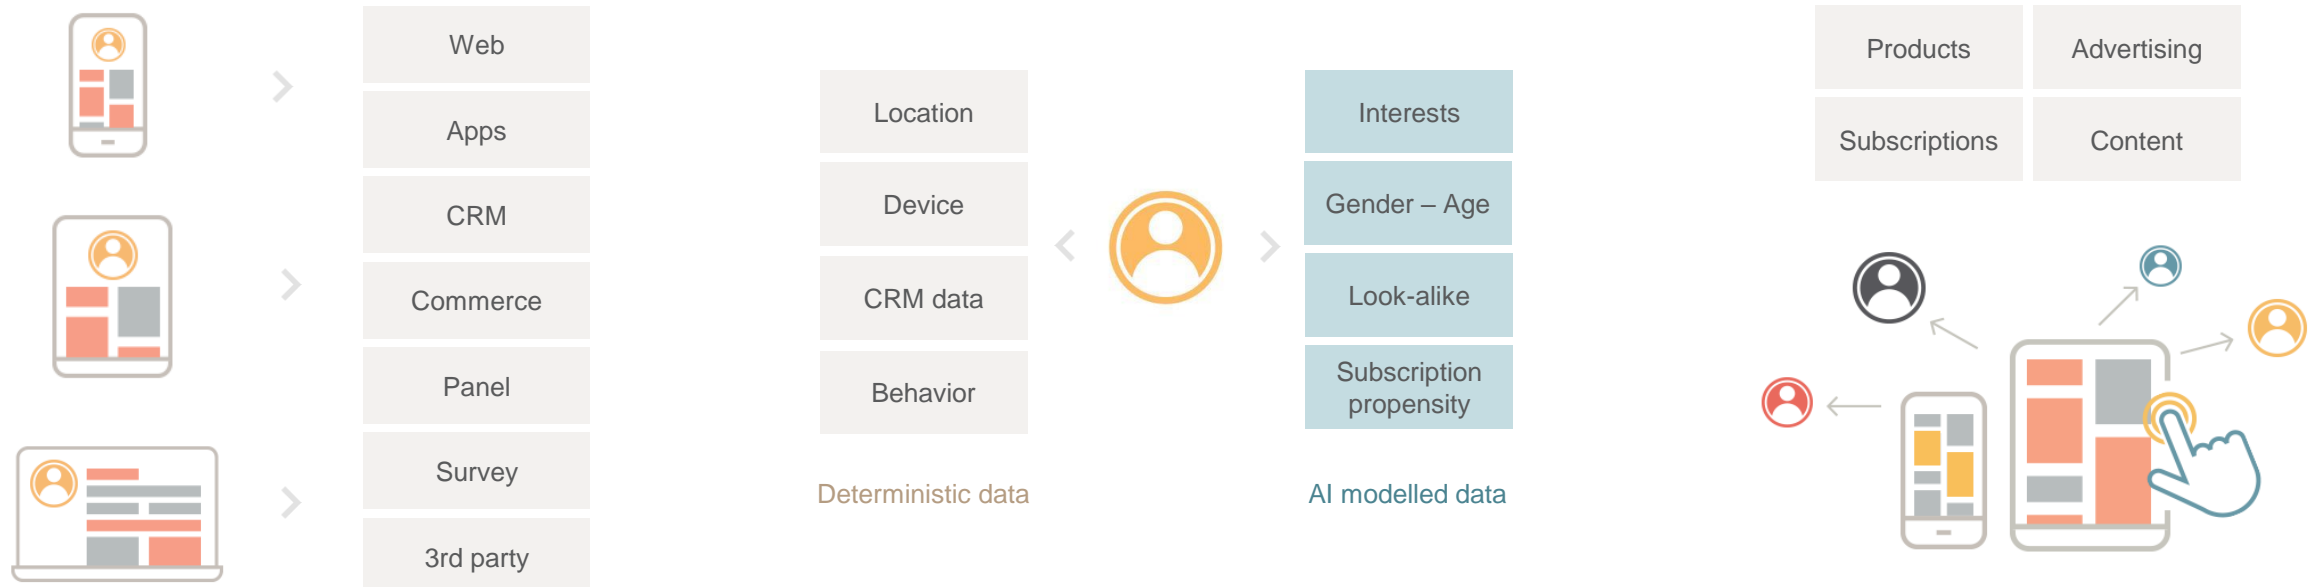 Web
Apps
CRM
Commerce
Panel
Survey
3rd party
Location
Device
CRM data
Behavior
Deterministic data
Interests
Gender – Age
Look-alike
Subscription
propensity
AI modelled data
Products
Advertising
Subscriptions
Content